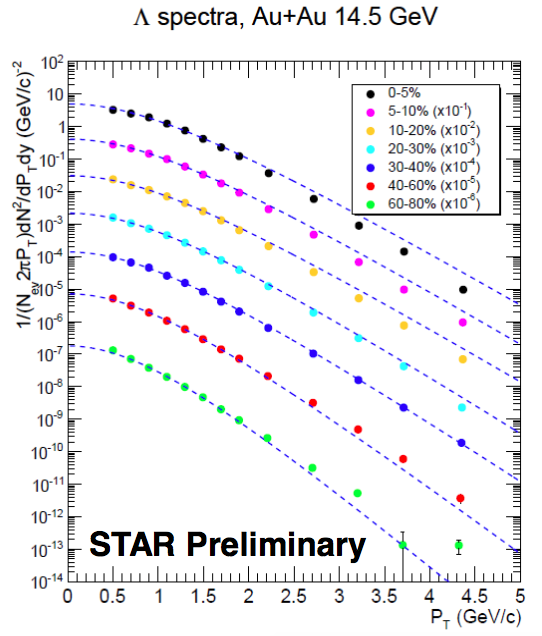 Λ spectra, Au+Au 14.5 GeV
1/(N_ev 2πP_T)dN²/dP_Tdy (GeV/c)⁻²
10²
10
1
10⁻¹
10⁻²
10⁻³
10⁻⁴
10⁻⁵
10⁻⁶
10⁻⁷
10⁻⁸
10⁻⁹
10⁻¹⁰
10⁻¹¹
10⁻¹²
10⁻¹³
10⁻¹⁴
0-5%
5-10% (x10⁻¹)
10-20% (x10⁻²)
20-30% (x10⁻³)
30-40% (x10⁻⁴)
40-60% (x10⁻⁵)
60-80% (x10⁻⁶)
STAR Preliminary
0 0.5 1 1.5 2 2.5 3 3.5 4 4.5 5
P_T (GeV/c)